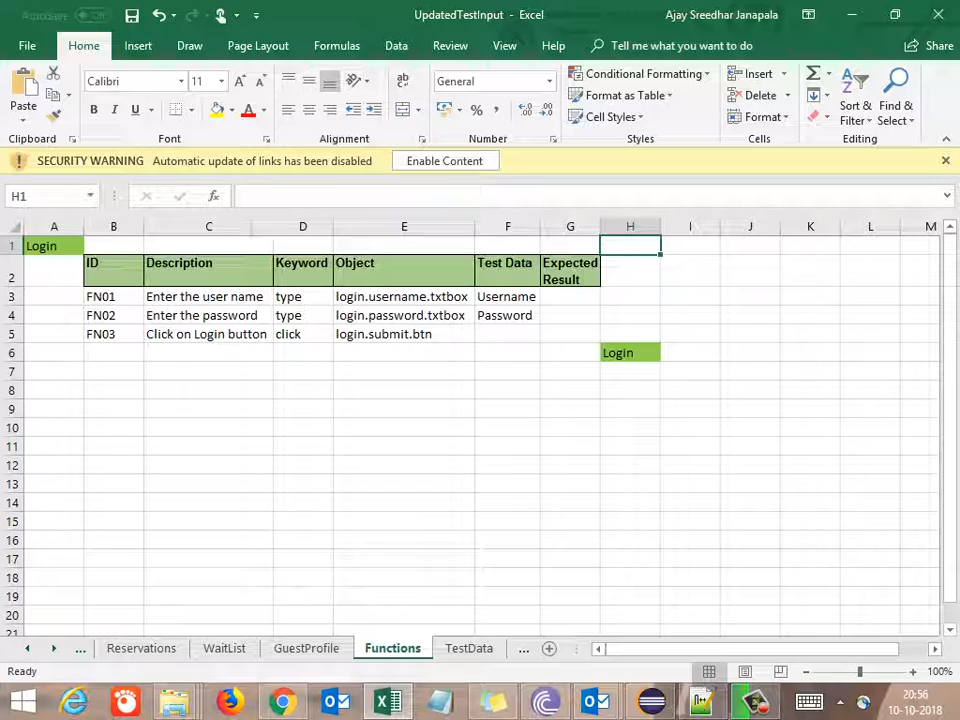 AutoSave Off
UpdatedTestInput - Excel
Ajay Sreedhar Janapala
File Home Insert Draw Page Layout Formulas Data Review View Help Tell me what you want to do Share
Paste
Calibri 11
General
Conditional Formatting
Format as Table
Cell Styles
Insert
Delete
Format
Sort & Filter
Find & Select
B I U A
Clipboard Font Alignment Number Styles Cells Editing
SECURITY WARNING Automatic update of links has been disabled Enable Content
H1 fx
A B C D E F G H I J K L M
1 Login
2 ID Description Keyword Object Test Data Expected Result
3 FN01 Enter the user name type login.username.txtbox Username
4 FN02 Enter the password type login.password.txtbox Password
5 FN03 Click on Login button click login.submit.btn
6 Login
7
8
9
10
11
12
13
14
15
16
17
18
19
20
21
... Reservations WaitList GuestProfile Functions TestData ...
Ready 100%
20:56
10-10-2018